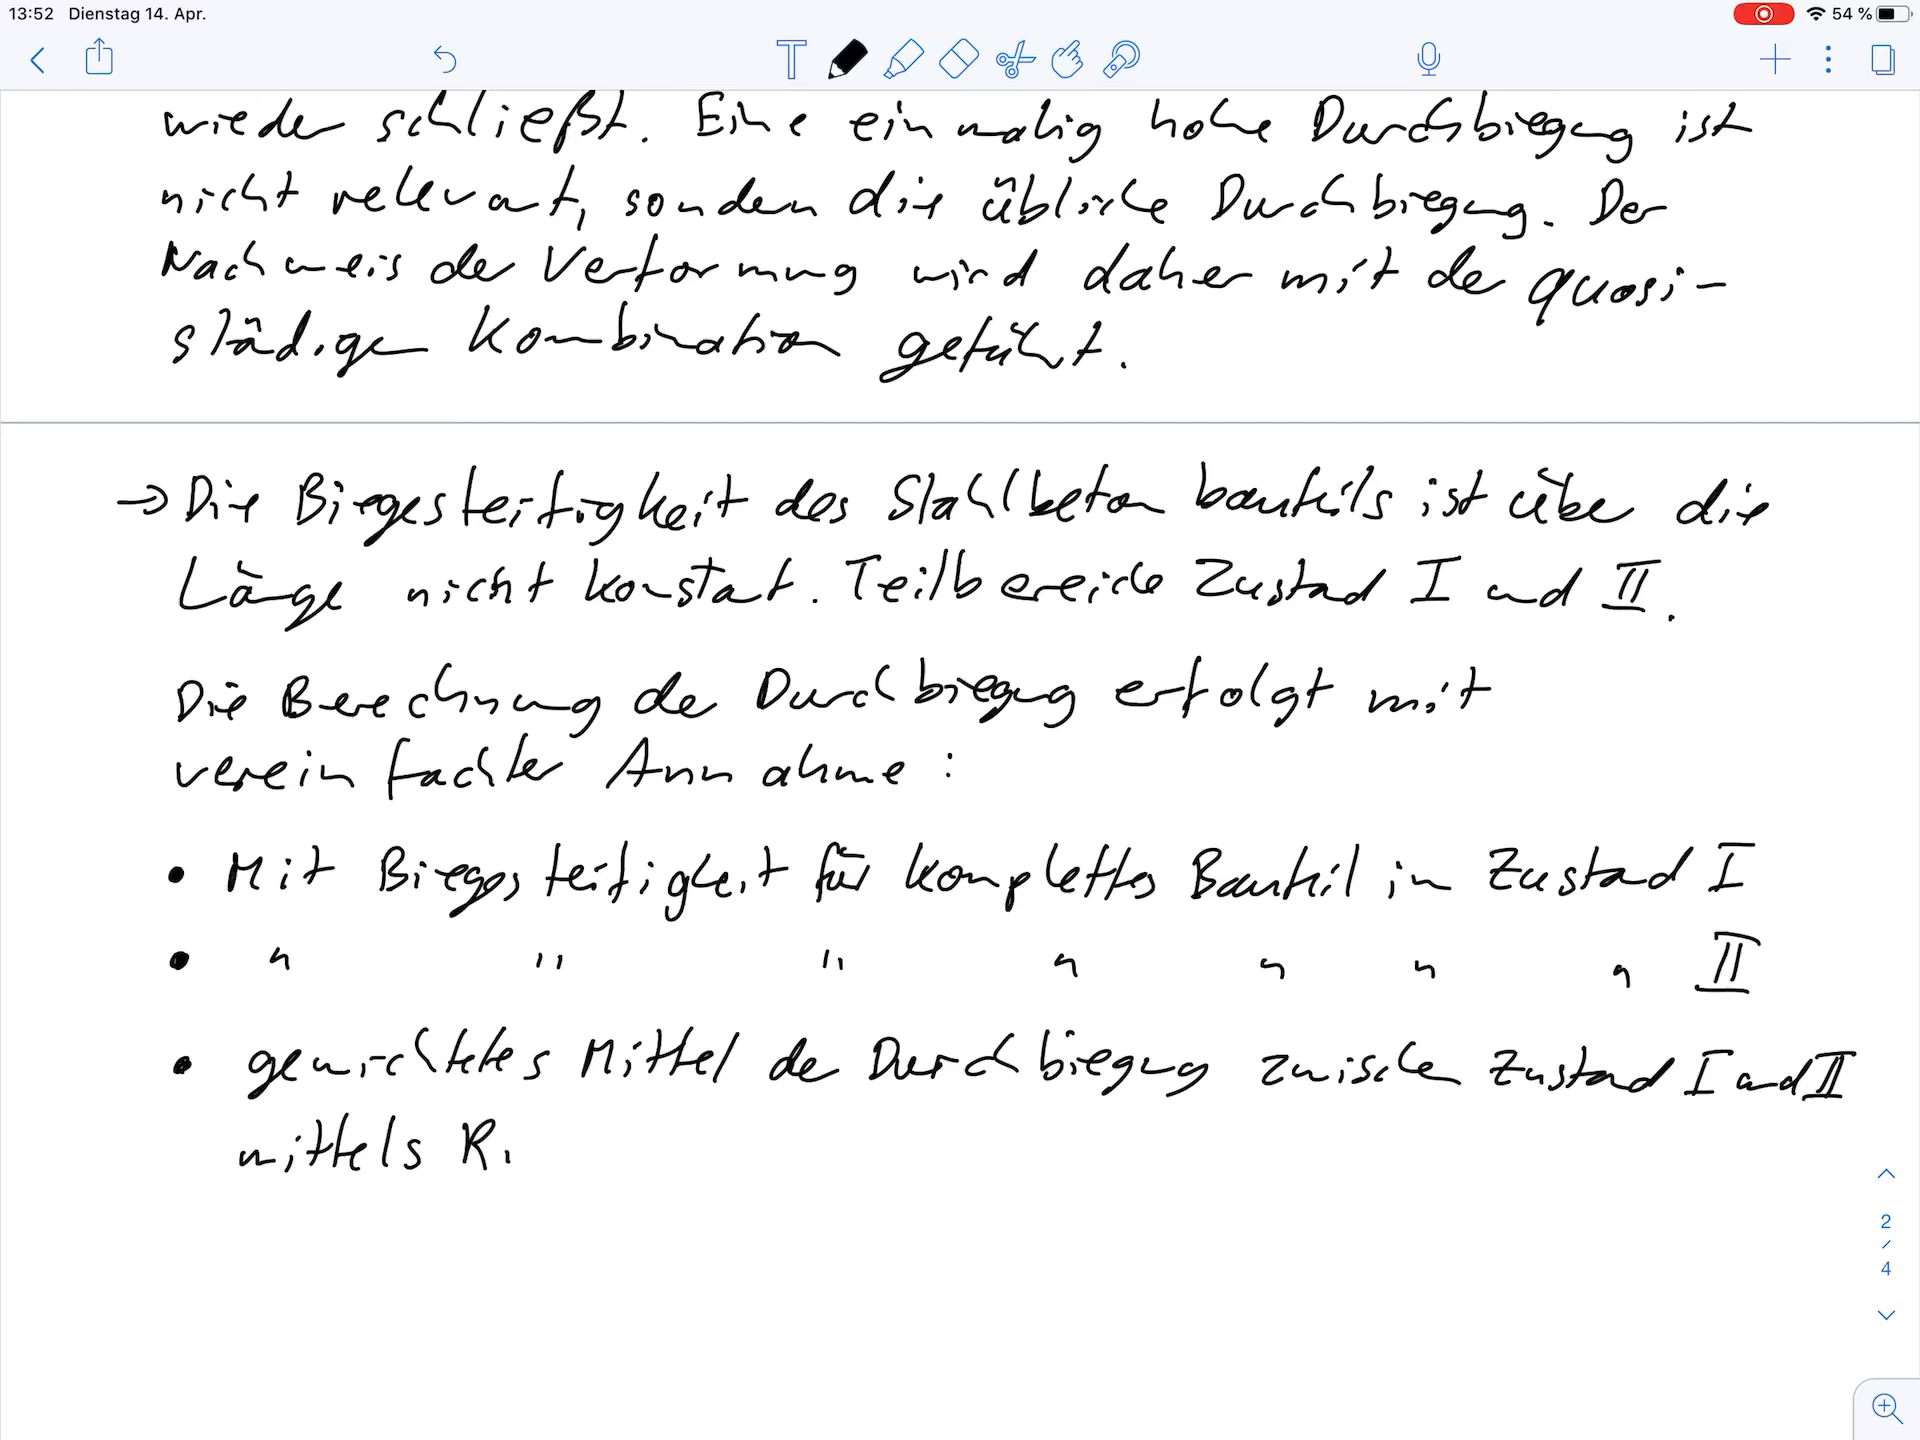 13:52 Dienstag 14. Apr. 54 %
wieder schließt. Eine einmalig hohe Durchbiegung ist
nicht relevant, sondern die übliche Durchbiegung. Der
Nachweis der Verformung wird daher mit der quasi-
ständigen Kombination geführt.
→ Die Biegesteifigkeit des Stahlbetonbauteils ist über die
Länge nicht konstant. Teilbereiche Zustand I und II.
Die Berechnung der Durchbiegung erfolgt mit
vereinfachter Annahme:
• Mit Biegesteifigkeit für komplettes Bauteil in Zustand I
• " " " " " " " II
• gewichtetes Mittel der Durchbiegung zwischen Zustand I und II
mittels R.
2
/
4